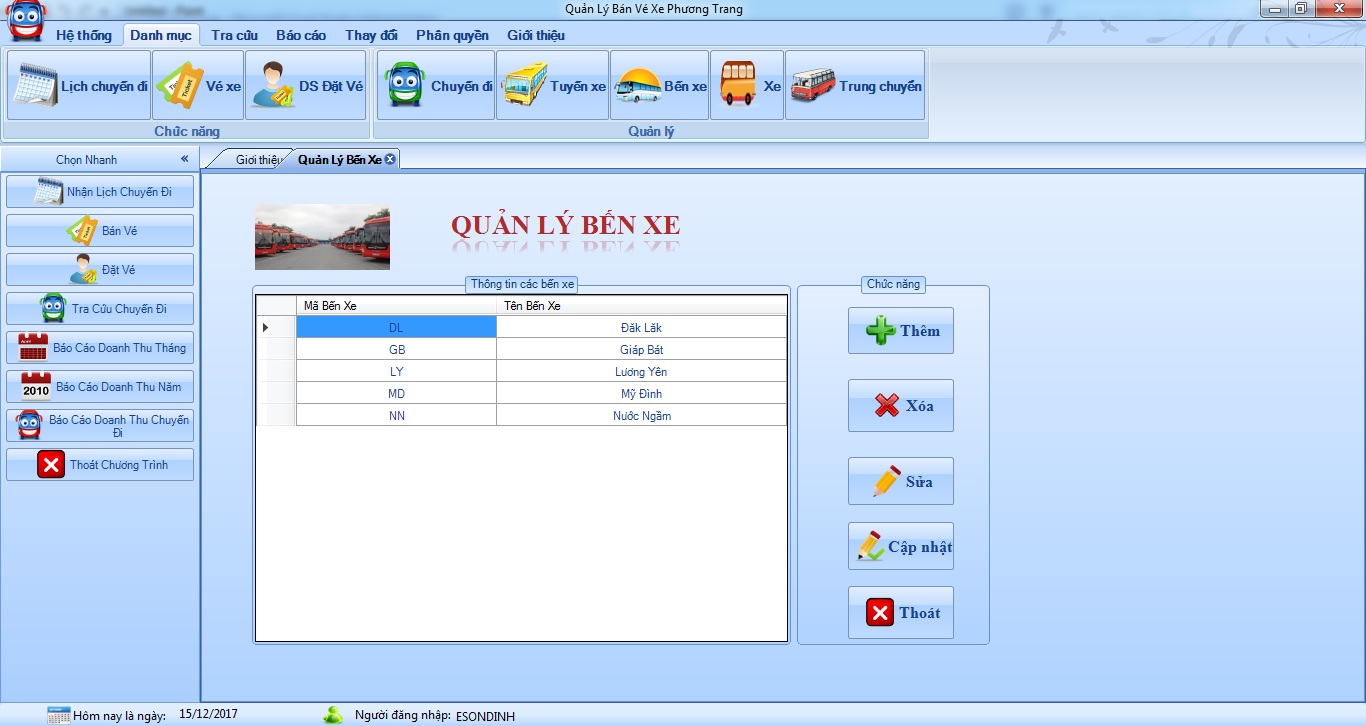 Quản Lý Bán Vé Xe Phương Trang
Hệ thống Danh mục Tra cứu Báo cáo Thay đổi Phân quyền Giới thiệu
Lịch chuyến đi Vé xe DS Đặt Vé Chuyến đi Tuyến xe Bến xe Xe Trung chuyển
Chức năng Quản lý
Chọn Nhanh «
Giới thiệu Quản Lý Bến Xe
Nhận Lịch Chuyến Đi
Bán Vé
Đặt Vé
Tra Cứu Chuyến Đi
Báo Cáo Doanh Thu Tháng
2010 Báo Cáo Doanh Thu Năm
Báo Cáo Doanh Thu Chuyến
Đi
Thoát Chương Trình
QUẢN LÝ BẾN XE
Thông tin các bến xe
Mã Bến Xe Tên Bến Xe
DL Đăk Lăk
GB Giáp Bát
LY Lương Yên
MD Mỹ Đình
NN Nước Ngầm
Chức năng
Thêm
Xóa
Sửa
Cập nhật
Thoát
Hôm nay là ngày: 15/12/2017 Người đăng nhập: ESONDINH